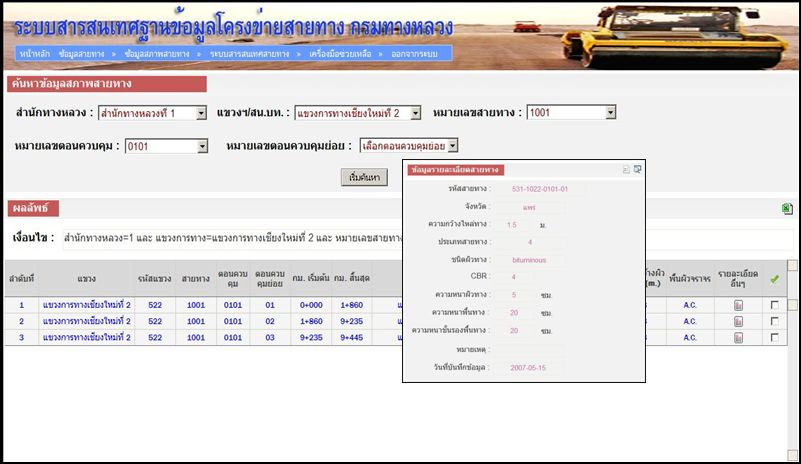 ระบบสารสนเทศฐานข้อมูลโครงข่ายสายทาง กรมทางหลวง
หน้าหลัก ข้อมูลสายทาง » ข้อมูลสภาพสายทาง » ระบบสารสนเทศสายทาง » เครื่องมือช่วยเหลือ » ออกจากระบบ
ค้นหาข้อมูลสภาพสายทาง
สำนักทางหลวง : สำนักทางหลวงที่ 1 แขวงฯ/สน.บท. : แขวงการทางเชียงใหม่ที่ 2 หมายเลขสายทาง : 1001
หมายเลขตอนควบคุม : 0101 หมายเลขตอนควบคุมย่อย : เลือกตอนควบคุมย่อย
เริ่มค้นหา
ผลลัพธ์
เงื่อนไข : สำนักทางหลวง=1 และ แขวงการทาง=แขวงการทางเชียงใหม่ที่ 2 และ หมายเลขสายทาง
ลำดับที่ แขวง รหัสแขวง สายทาง ตอนควบคุม ตอนควบคุมย่อย กม. เริ่มต้น กม. สิ้นสุด
1 แขวงการทางเชียงใหม่ที่ 2 522 1001 0101 01 0+000 1+860
2 แขวงการทางเชียงใหม่ที่ 2 522 1001 0101 02 1+860 9+235
3 แขวงการทางเชียงใหม่ที่ 2 522 1001 0101 03 9+235 9+445
ข้อมูลรายละเอียดสายทาง
รหัสสายทาง : 531-1022-0101-01
จังหวัด : แพร่
ความกว้างไหล่ทาง : 1.5 ม.
ประเภทสายทาง : 4
ชนิดผิวทาง : bituminous
CBR : 4
ความหนาผิวทาง : 5 ซม.
ความหนาพื้นทาง : 20 ซม.
ความหนาชั้นรองพื้นทาง : 20 ซม.
หมายเหตุ :
วันที่บันทึกข้อมูล : 2007-05-15
(m.) พื้นผิวจราจร รายละเอียดอื่นๆ
A.C.
A.C.
A.C.